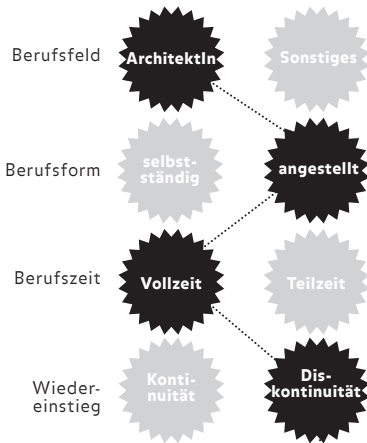 Berufsfeld
ArchitektIn
Sonstiges
Berufsform
selbst-
ständig
angestellt
Berufszeit
Vollzeit
Teilzeit
Wieder-
einstieg
Konti-
nuität
Dis-
kontinuität